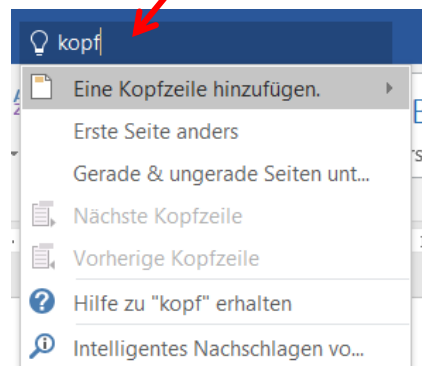 kopf
Eine Kopfzeile hinzufügen.
Erste Seite anders
Gerade & ungerade Seiten unt...
Nächste Kopfzeile
Vorherige Kopfzeile
Hilfe zu "kopf" erhalten
Intelligentes Nachschlagen vo...